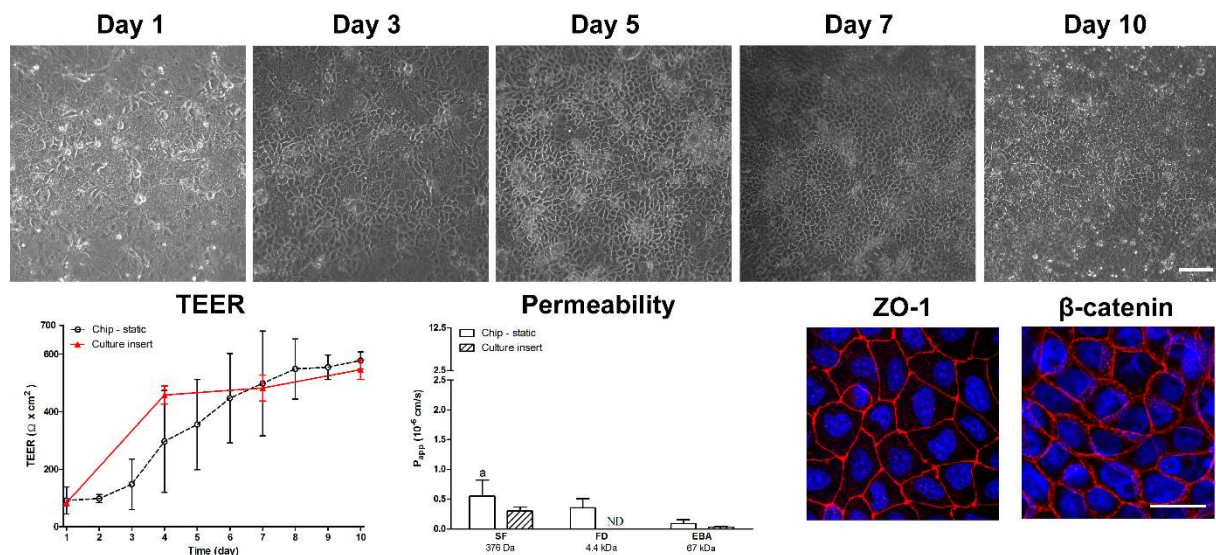 Day 1
Day 3
Day 5
Day 7
Day 10
TEER
700
600
400
200
0
TEER (Ω x cm²)
Chip - static
Culture insert
1 2 3 4 5 6 7 8 9 10
Time (day)
Permeability
12.5
2.5
2.5
2.0
1.5
1.0
0.5
0.0
Papp (10⁻⁶ cm/s)
Chip - static
Culture insert
a
ND
SF
376 Da
FD
4.4 kDa
EBA
67 kDa
ZO-1
β-catenin